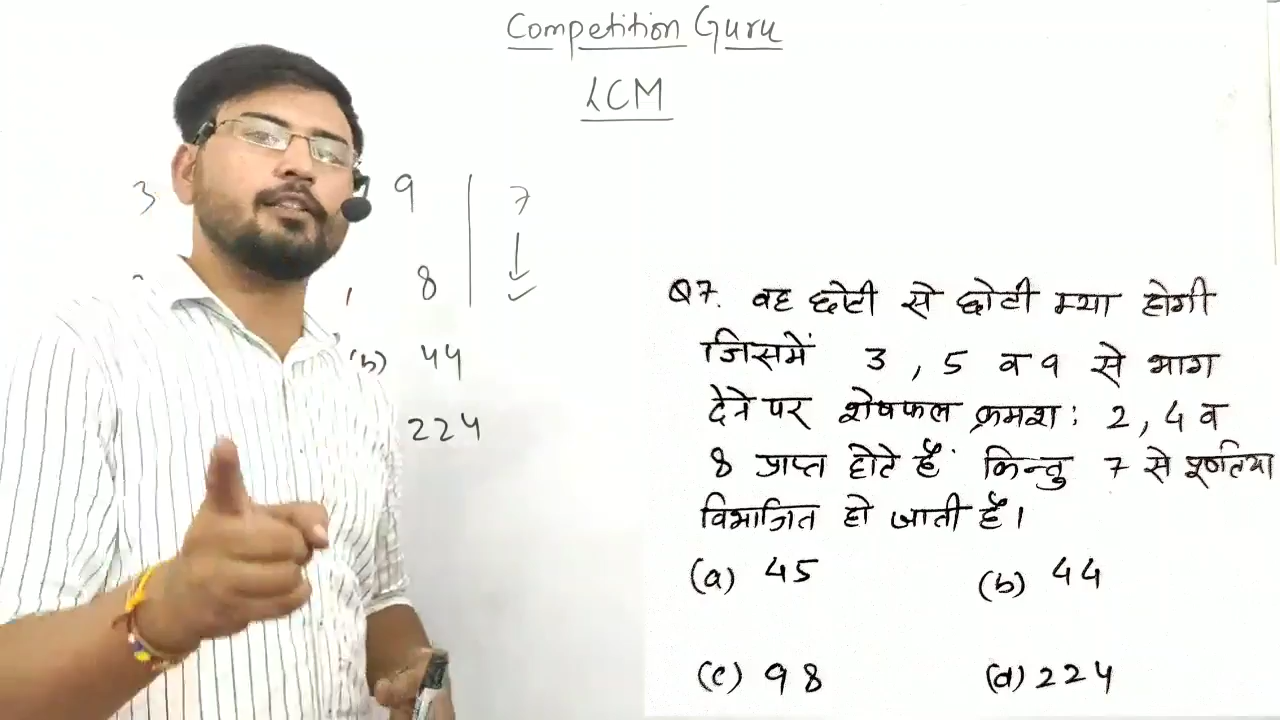 Competition Guru
LCM
3 9 7
8
(b) 44
224
Q7. वह छोटी से छोटी म्या होगी
जिसमें 3, 5 व 9 से भाग
देने पर शेषफल क्रमश: 2, 4 व
8 प्राप्त होते हैं किन्तु 7 से पूर्णतया
विभाजित हो जाती हैं।
(a) 45 (b) 44
(c) 98 (d) 224